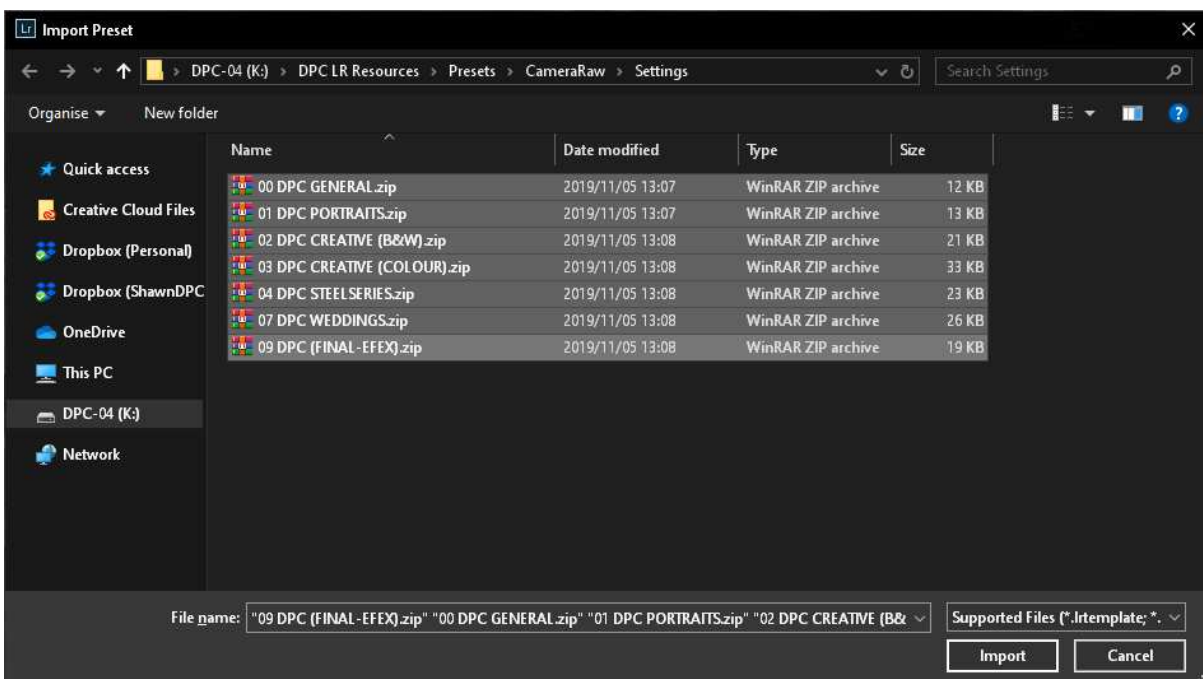 Lr Import Preset
DPC-04 (K:) > DPC LR Resources > Presets > CameraRaw > Settings
Search Settings
Organise New folder
?
Quick access
Creative Cloud Files
Dropbox (Personal)
Dropbox (ShawnDPC
OneDrive
This PC
DPC-04 (K:)
Network
Name Date modified Type Size
00 DPC GENERAL.zip 2019/11/05 13:07 WinRAR ZIP archive 12 KB
01 DPC PORTRAITS.zip 2019/11/05 13:07 WinRAR ZIP archive 13 KB
02 DPC CREATIVE (B&W).zip 2019/11/05 13:08 WinRAR ZIP archive 21 KB
03 DPC CREATIVE (COLOUR).zip 2019/11/05 13:08 WinRAR ZIP archive 33 KB
04 DPC STEELSERIES.zip 2019/11/05 13:08 WinRAR ZIP archive 23 KB
07 DPC WEDDINGS.zip 2019/11/05 13:08 WinRAR ZIP archive 26 KB
09 DPC (FINAL-EFEX).zip 2019/11/05 13:08 WinRAR ZIP archive 19 KB
File name: "09 DPC (FINAL-EFEX).zip" "00 DPC GENERAL.zip" "01 DPC PORTRAITS.zip" "02 DPC CREATIVE (B& Supported Files (*.lrtemplate; *.
Import Cancel